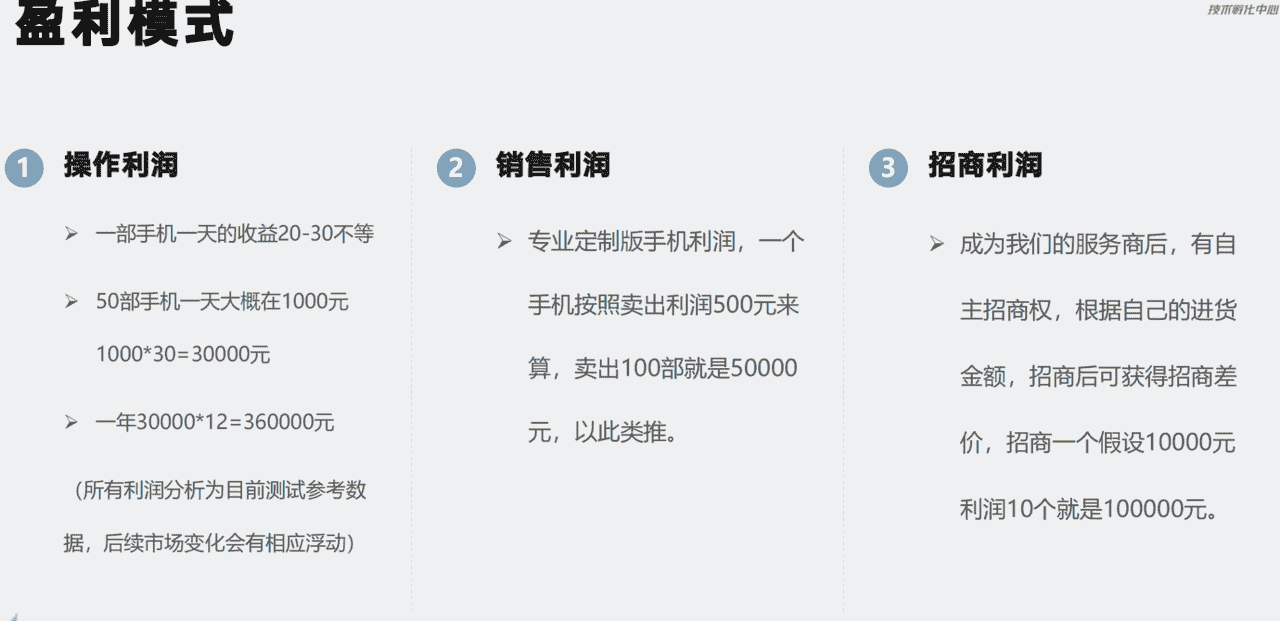 盈利模式
技术孵化中心
1 操作利润
一部手机一天的收益20-30不等
50部手机一天大概在1000元
1000*30=30000元
一年30000*12=360000元
（所有利润分析为目前测试参考数
据，后续市场变化会有相应浮动）
2 销售利润
专业定制版手机利润，一个
手机按照卖出利润500元来
算，卖出100部就是50000
元，以此类推。
3 招商利润
成为我们的服务商后，有自
主招商权，根据自己的进货
金额，招商后可获得招商差
价，招商一个假设10000元
利润10个就是100000元。